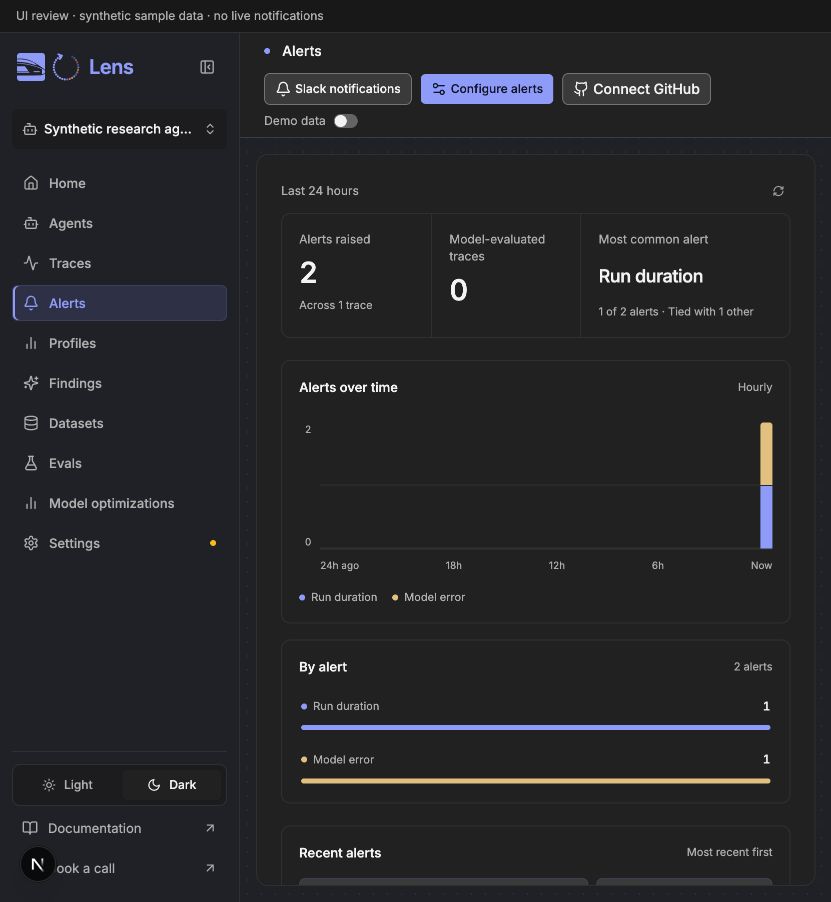 UI review · synthetic sample data · no live notifications
Lens
Synthetic research ag...
Home
Agents
Traces
Alerts
Profiles
Findings
Datasets
Evals
Model optimizations
Settings
Light
Dark
Documentation
N
ook a call
Alerts
Slack notifications
Configure alerts
Connect GitHub
Demo data
Last 24 hours
Alerts raised
2
Across 1 trace
Model-evaluated
traces
0
Most common alert
Run duration
1 of 2 alerts · Tied with 1 other
Alerts over time
Hourly
2
0
24h ago
18h
12h
6h
Now
Run duration
Model error
By alert
2 alerts
Run duration
1
Model error
1
Recent alerts
Most recent first